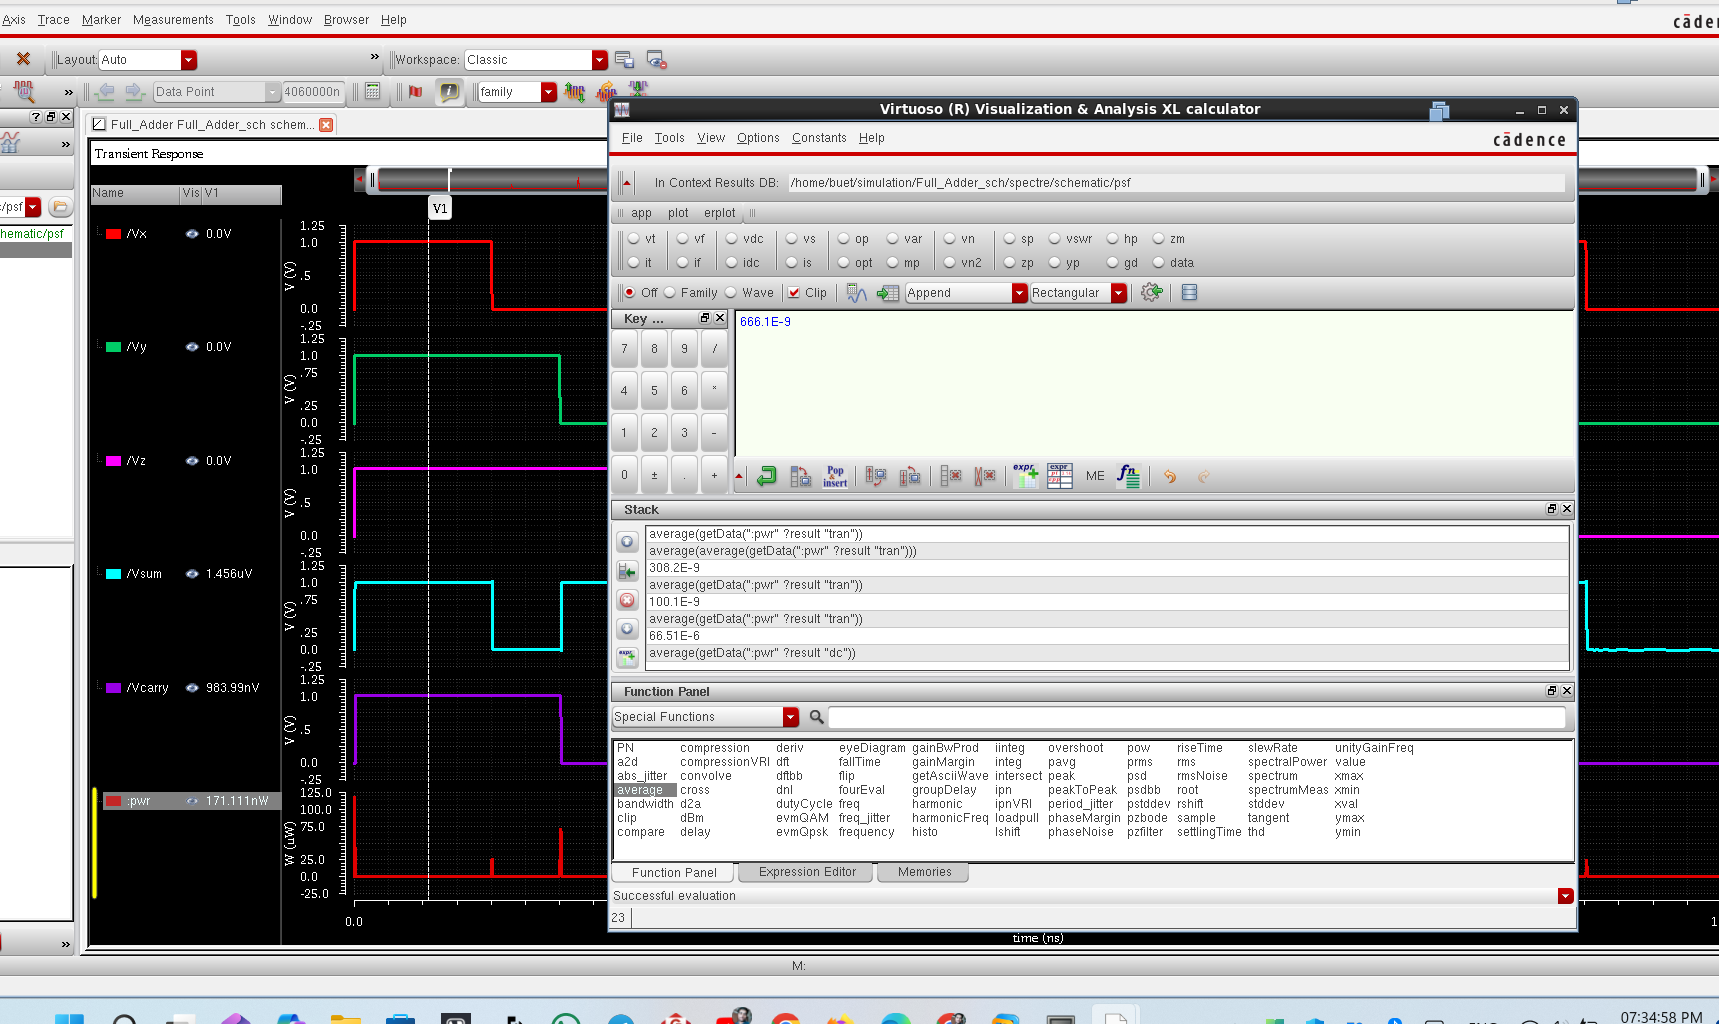 Axis Trace Marker Measurements Tools Window Browser Help
Layout: Auto » Workspace: Classic
» Data Point 4060000n family
Full_Adder Full_Adder_sch schem...
Transient Response
Name Vis V1
V1
/psf
hematic/psf
/Vx 0.0V
1.25
1.0
.5
0.0
-.25
V (V)
/Vy 0.0V
1.25
1.0
.75
.25
0.0
-.25
V (V)
/Vz 0.0V
1.25
1.0
.5
0.0
-.25
V (V)
/Vsum 1.456uV
1.25
1.0
.75
.25
0.0
-.25
V (V)
/Vcarry 983.99nV
1.25
1.0
.5
0.0
-.25
V (V)
:pwr 171.111nW
125.0
100.0
75.0
25.0
0.0
-25.0
W (uW)
0.0
time (ns)
1
M:
Virtuoso (R) Visualization & Analysis XL calculator
File Tools View Options Constants Help
cādence
In Context Results DB: /home/buet/simulation/Full_Adder_sch/spectre/schematic/psf
app plot erplot
vt vf vdc vs op var vn sp vswr hp zm
it if idc is opt mp vn2 zp yp gd data
Off Family Wave Clip Append Rectangular
Key ...
7 8 9 /
4 5 6 *
1 2 3 -
0 ± . +
666.1E-9
Pop & insert expr expr ME fn
Stack
average(getData(":pwr" ?result "tran"))
average(average(getData(":pwr" ?result "tran")))
308.2E-9
average(getData(":pwr" ?result "tran"))
100.1E-9
average(getData(":pwr" ?result "tran"))
66.51E-6
average(getData(":pwr" ?result "dc"))
expr
Function Panel
Special Functions
PN compression deriv eyeDiagram gainBwProd iinteg overshoot pow riseTime slewRate unityGainFreq
a2d compressionVRI dft fallTime gainMargin integ pavg prms rms spectralPower value
abs_jitter convolve dftbb flip getAsciiWave intersect peak psd rmsNoise spectrum xmax
average cross dnl fourEval groupDelay ipn peakToPeak psdbb root spectrumMeas xmin
bandwidth d2a dutyCycle freq harmonic ipnVRI period_jitter pstddev rshift stddev xval
clip dBm evmQAM freq_jitter harmonicFreq loadpull phaseMargin pzbode sample tangent ymax
compare delay evmQpsk frequency histo lshift phaseNoise pzfilter settlingTime thd ymin
Function Panel Expression Editor Memories
Successful evaluation
23
07:34:58 PM